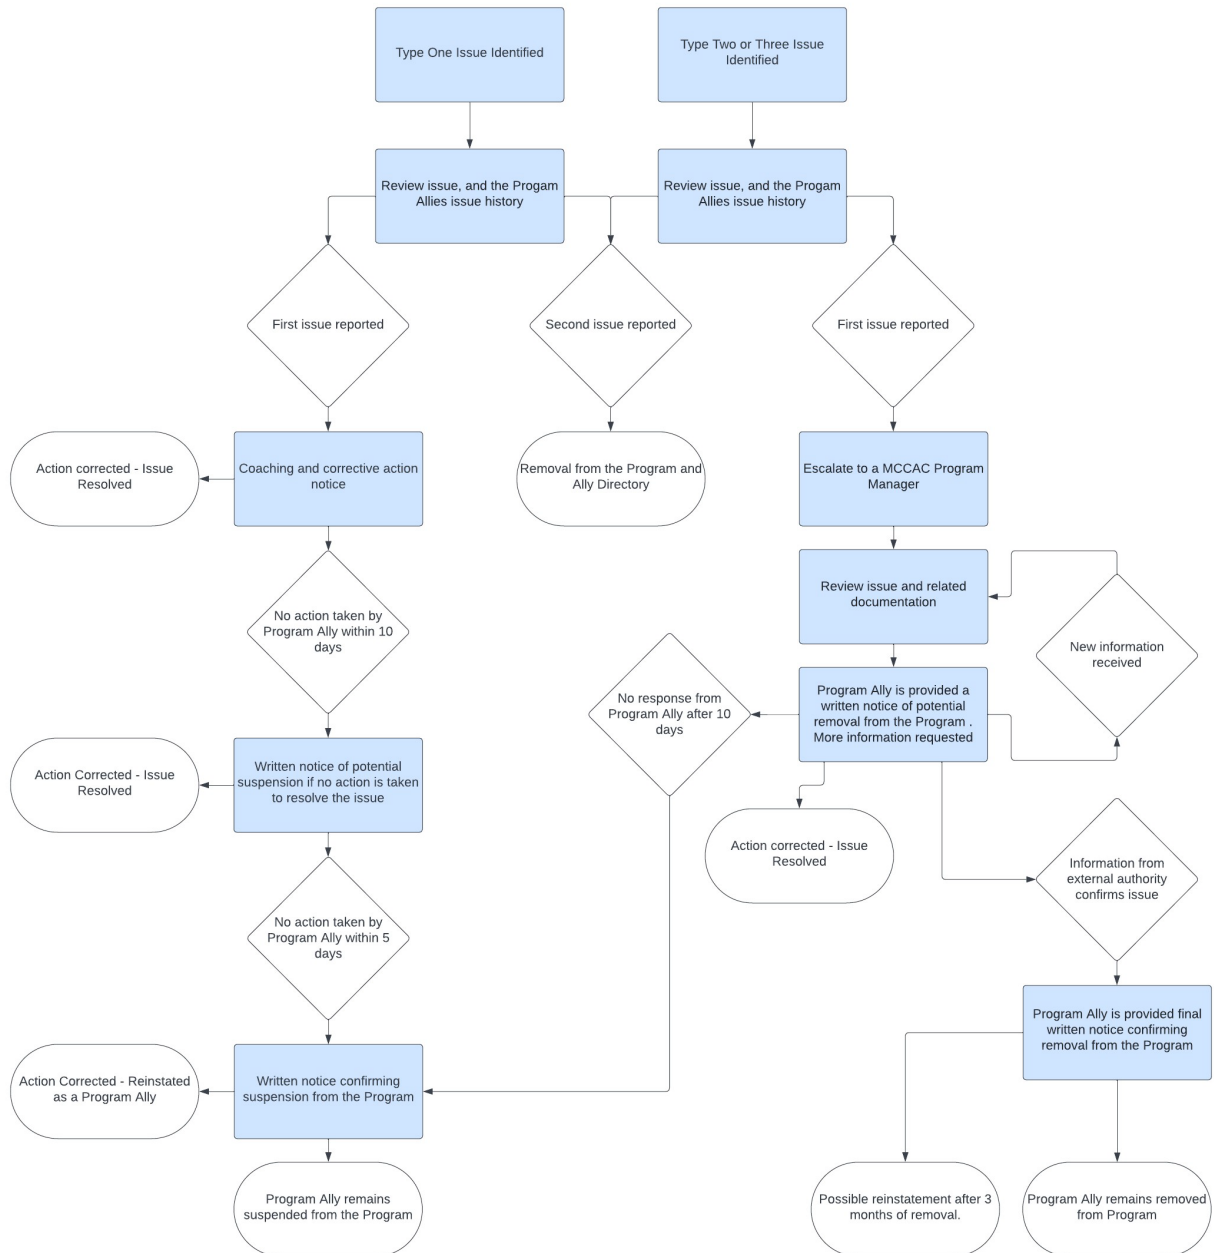 Type One Issue Identified
Type Two or Three Issue
Identified
Review issue, and the Progam
Allies issue history
Review issue, and the Progam
Allies issue history
First issue reported
Second issue reported
First issue reported
Action corrected - Issue
Resolved
Coaching and corrective action
notice
Removal from the Program and
Ally Directory
Escalate to a MCCAC Program
Manager
Review issue and related
documentation
No action taken by
Program Ally within 10
days
New information
received
No response from
Program Ally after 10
days
Program Ally is provided a
written notice of potential
removal from the Program .
More information requested
Action Corrected - Issue
Resolved
Written notice of potential
suspension if no action is taken
to resolve the issue
Action corrected - Issue
Resolved
Information from
external authority
confirms issue
No action taken by
Program Ally within 5
days
Program Ally is provided final
written notice confirming
removal from the Program
Action Corrected - Reinstated
as a Program Ally
Written notice confirming
suspension from the Program
Program Ally remains
suspended from the Program
Possible reinstatement after 3
months of removal.
Program Ally remains removed
from Program